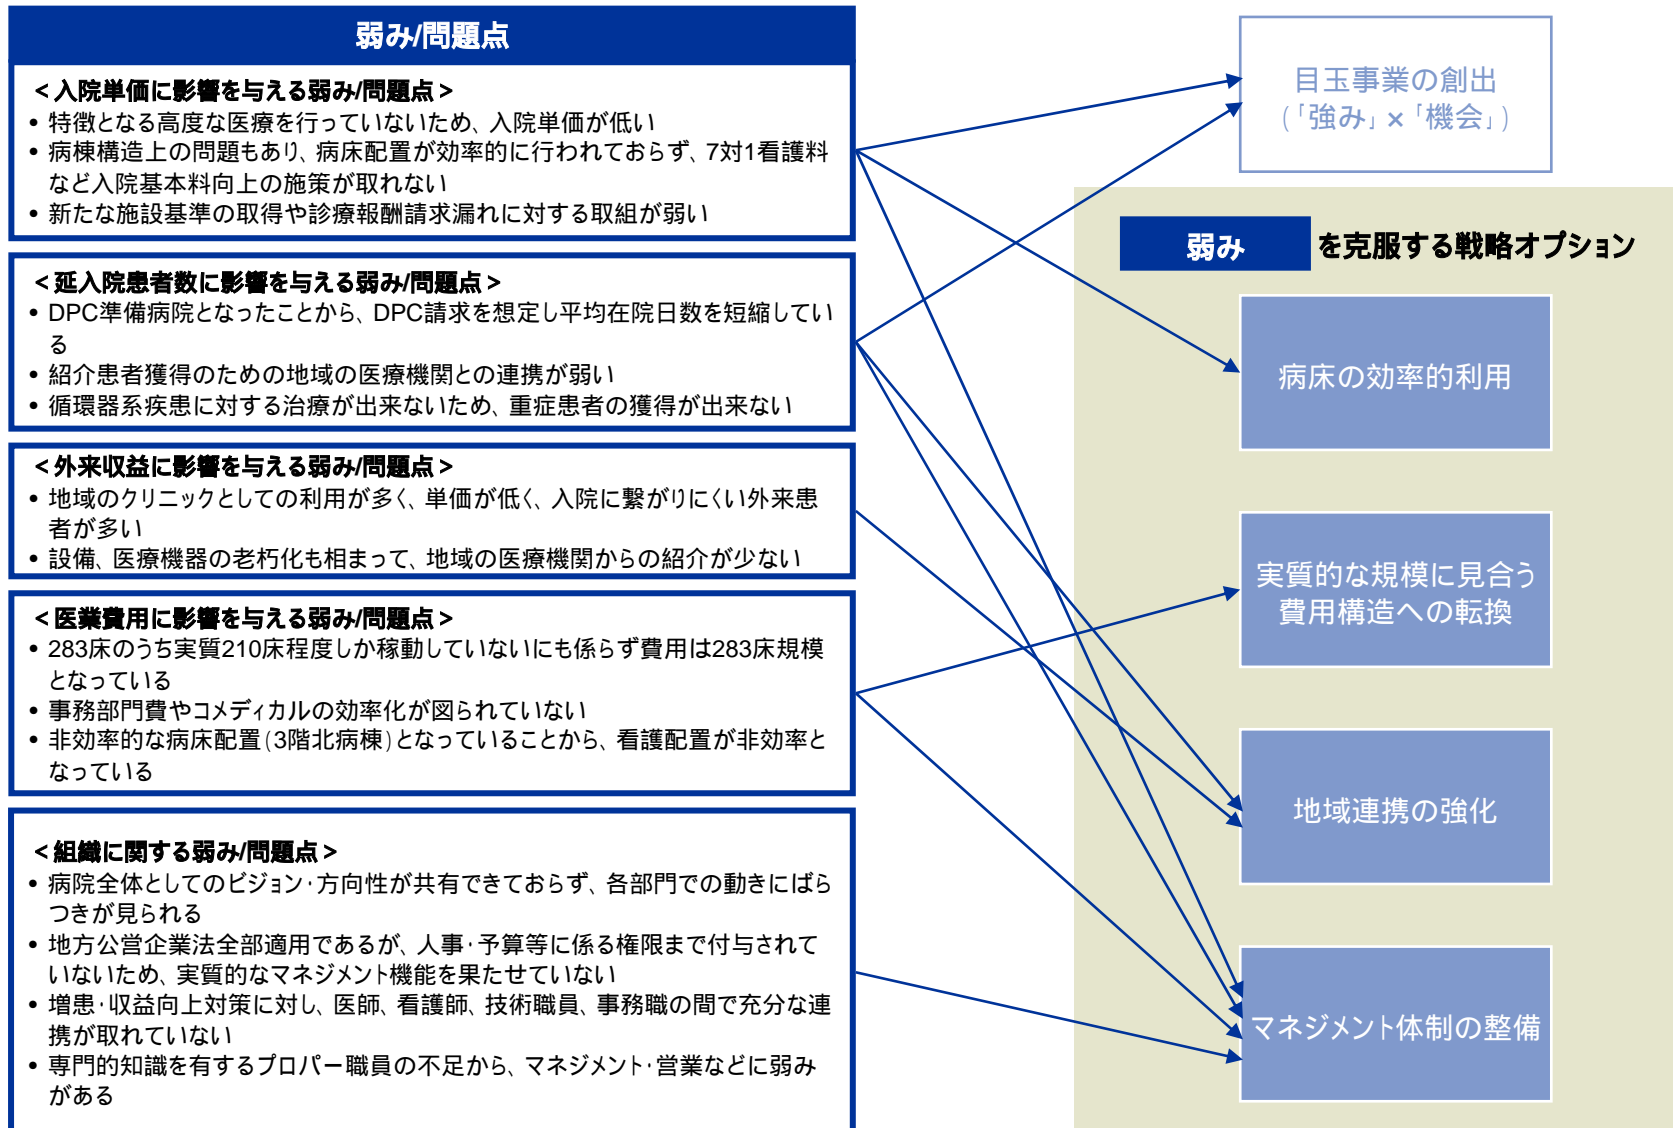 弱み/問題点
<入院単価に影響を与える弱み/問題点>
• 特徴となる高度な医療を行っていないため、入院単価が低い
• 病棟構造上の問題もあり、病床配置が効率的に行われておらず、7対1看護料
など入院基本料向上の施策が取れない
• 新たな施設基準の取得や診療報酬請求漏れに対する取組が弱い
<延入院患者数に影響を与える弱み/問題点>
• DPC準備病院となったことから、DPC請求を想定し平均在院日数を短縮してい
る
• 紹介患者獲得のための地域の医療機関との連携が弱い
• 循環器系疾患に対する治療が出来ないため、重症患者の獲得が出来ない
<外来収益に影響を与える弱み/問題点>
• 地域のクリニックとしての利用が多く、単価が低く、入院に繋がりにくい外来患
者が多い
• 設備、医療機器の老朽化も相まって、地域の医療機関からの紹介が少ない
<医業費用に影響を与える弱み/問題点>
• 283床のうち実質210床程度しか稼動していないにも係らず費用は283床規模
となっている
• 事務部門費やコメディカルの効率化が図られていない
• 非効率的な病床配置(3階北病棟)となっていることから、看護配置が非効率と
なっている
<組織に関する弱み/問題点>
• 病院全体としてのビジョン・方向性が共有できておらず、各部門での動きにばら
つきが見られる
• 地方公営企業法全部適用であるが、人事・予算等に係る権限まで付与されて
いないため、実質的なマネジメント機能を果たせていない
• 増患・収益向上対策に対し、医師、看護師、技術職員、事務職の間で充分な連
携が取れていない
• 専門的知識を有するプロパー職員の不足から、マネジメント・営業などに弱み
がある
目玉事業の創出
(「強み」×「機会」)
弱み を克服する戦略オプション
病床の効率的利用
実質的な規模に見合う
費用構造への転換
地域連携の強化
マネジメント体制の整備